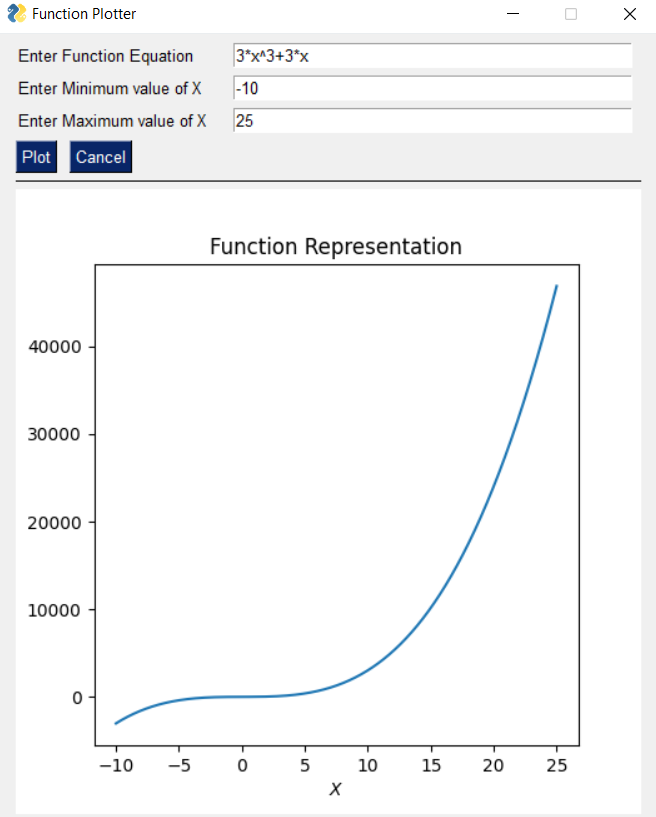 Function Plotter
Enter Function Equation 3*x^3+3*x
Enter Minimum value of X -10
Enter Maximum value of X 25
Plot Cancel
Function Representation
40000
30000
20000
10000
0
−10 −5 0 5 10 15 20 25
X